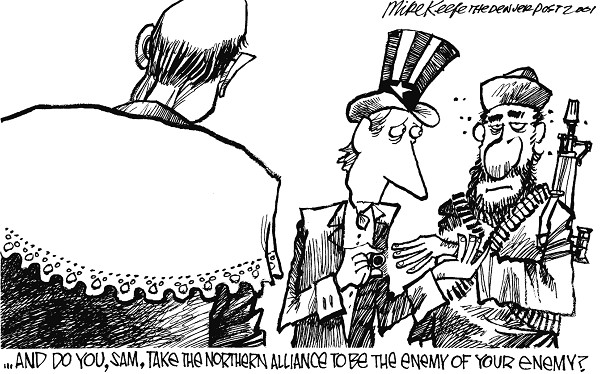 MIKE KEEFE THE DENVER POST 2001
...AND DO YOU, SAM, TAKE THE NORTHERN ALLIANCE TO BE THE ENEMY OF YOUR ENEMY?